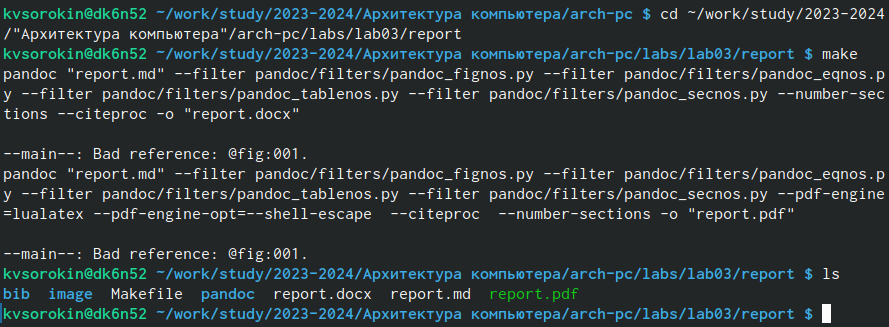 kvsorokin@dk6n52 ~/work/study/2023-2024/Архитектура компьютера/arch-pc $ cd ~/work/study/2023-2024
/"Архитектура компьютера"/arch-pc/labs/lab03/report
kvsorokin@dk6n52 ~/work/study/2023-2024/Архитектура компьютера/arch-pc/labs/lab03/report $ make
pandoc "report.md" --filter pandoc/filters/pandoc_fignos.py --filter pandoc/filters/pandoc_eqnos.p
y --filter pandoc/filters/pandoc_tablenos.py --filter pandoc/filters/pandoc_secnos.py --number-sec
tions --citeproc -o "report.docx"
--main--: Bad reference: @fig:001.
pandoc "report.md" --filter pandoc/filters/pandoc_fignos.py --filter pandoc/filters/pandoc_eqnos.p
y --filter pandoc/filters/pandoc_tablenos.py --filter pandoc/filters/pandoc_secnos.py --pdf-engine
=lualatex --pdf-engine-opt=--shell-escape  --citeproc  --number-sections -o "report.pdf"
--main--: Bad reference: @fig:001.
kvsorokin@dk6n52 ~/work/study/2023-2024/Архитектура компьютера/arch-pc/labs/lab03/report $ ls
bib  image  Makefile  pandoc  report.docx  report.md  report.pdf
kvsorokin@dk6n52 ~/work/study/2023-2024/Архитектура компьютера/arch-pc/labs/lab03/report $